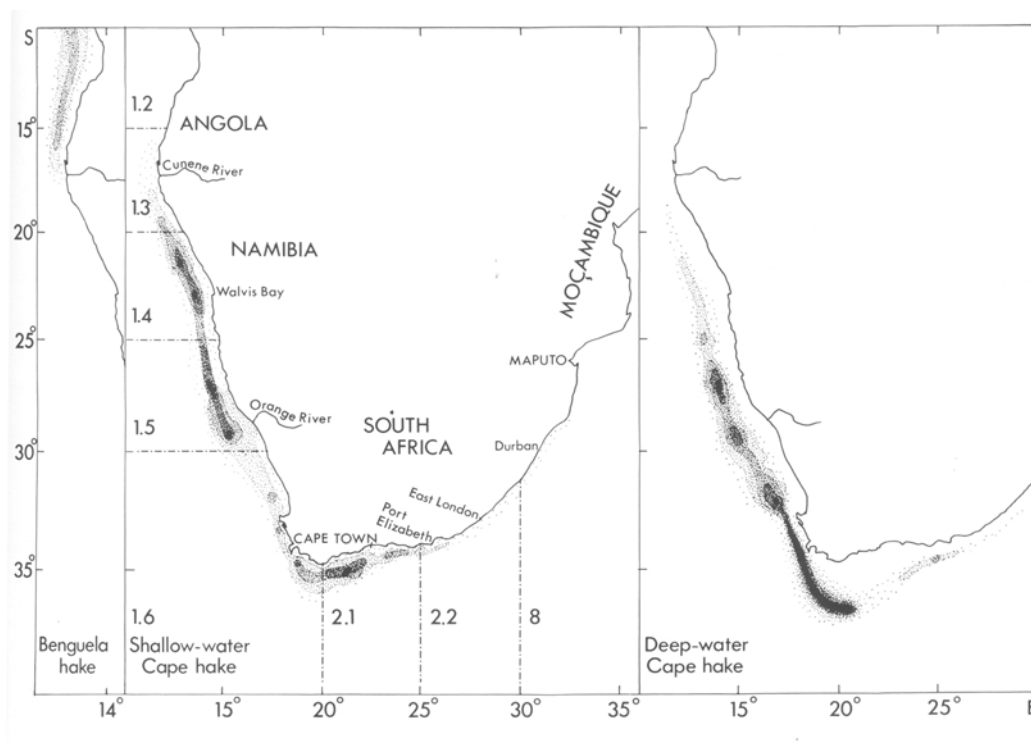 S
15°
20°
25°
30°
35°
14°
Benguela
hake
1.2
1.3
1.4
1.5
1.6
ANGOLA
Cunene River
NAMIBIA
Walvis Bay
Orange River
SOUTH
AFRICA
MOÇAMBIQUE
MAPUTO
Durban
East London
Port
Elizabeth
CAPE TOWN
2.1
2.2
8
Shallow-water
Cape hake
15°
20°
25°
30°
35°
Deep-water
Cape hake
15°
25°